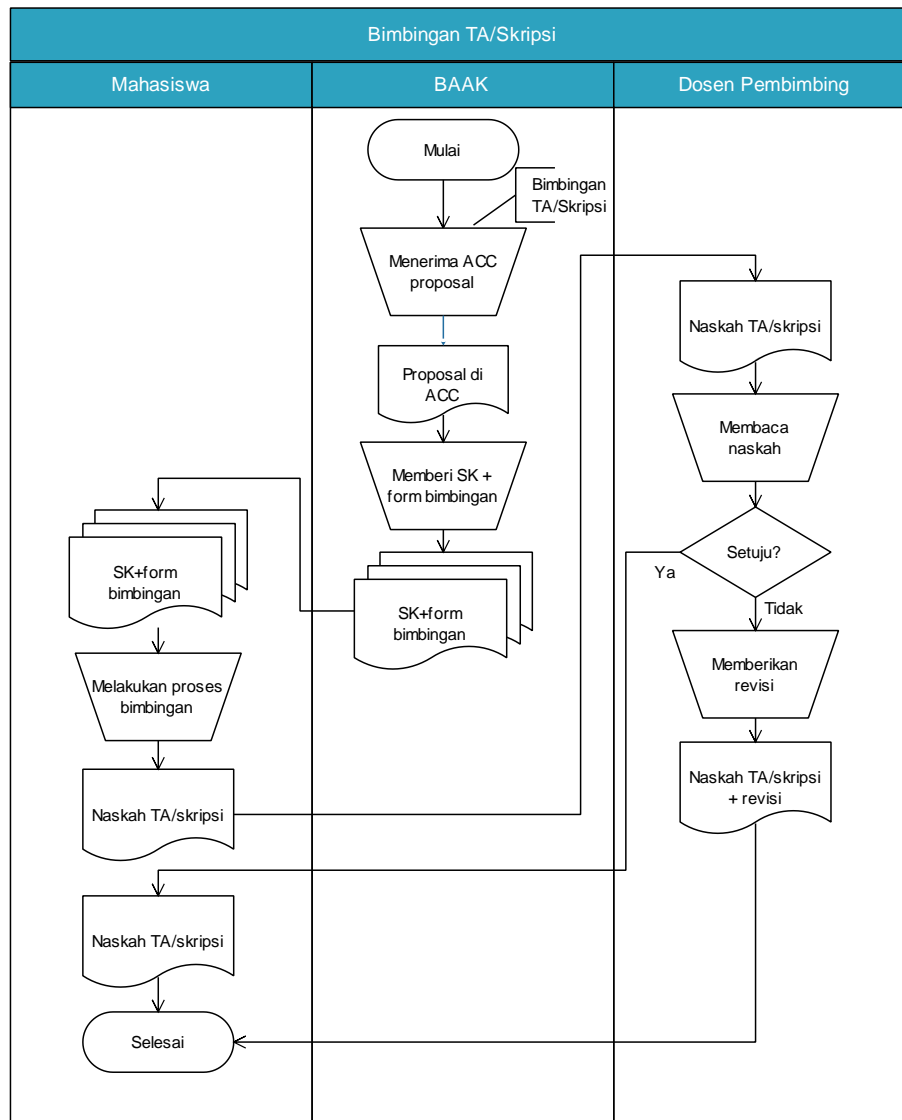 Bimbingan TA/Skripsi
Mahasiswa
BAAK
Dosen Pembimbing
Mulai
Bimbingan
TA/Skripsi
Menerima ACC
proposal
Proposal di
ACC
Memberi SK +
form bimbingan
SK+form
bimbingan
SK+form
bimbingan
Melakukan proses
bimbingan
Naskah TA/skripsi
Naskah TA/skripsi
Membaca
naskah
Setuju?
Ya
Tidak
Memberikan
revisi
Naskah TA/skripsi
+ revisi
Naskah TA/skripsi
Selesai